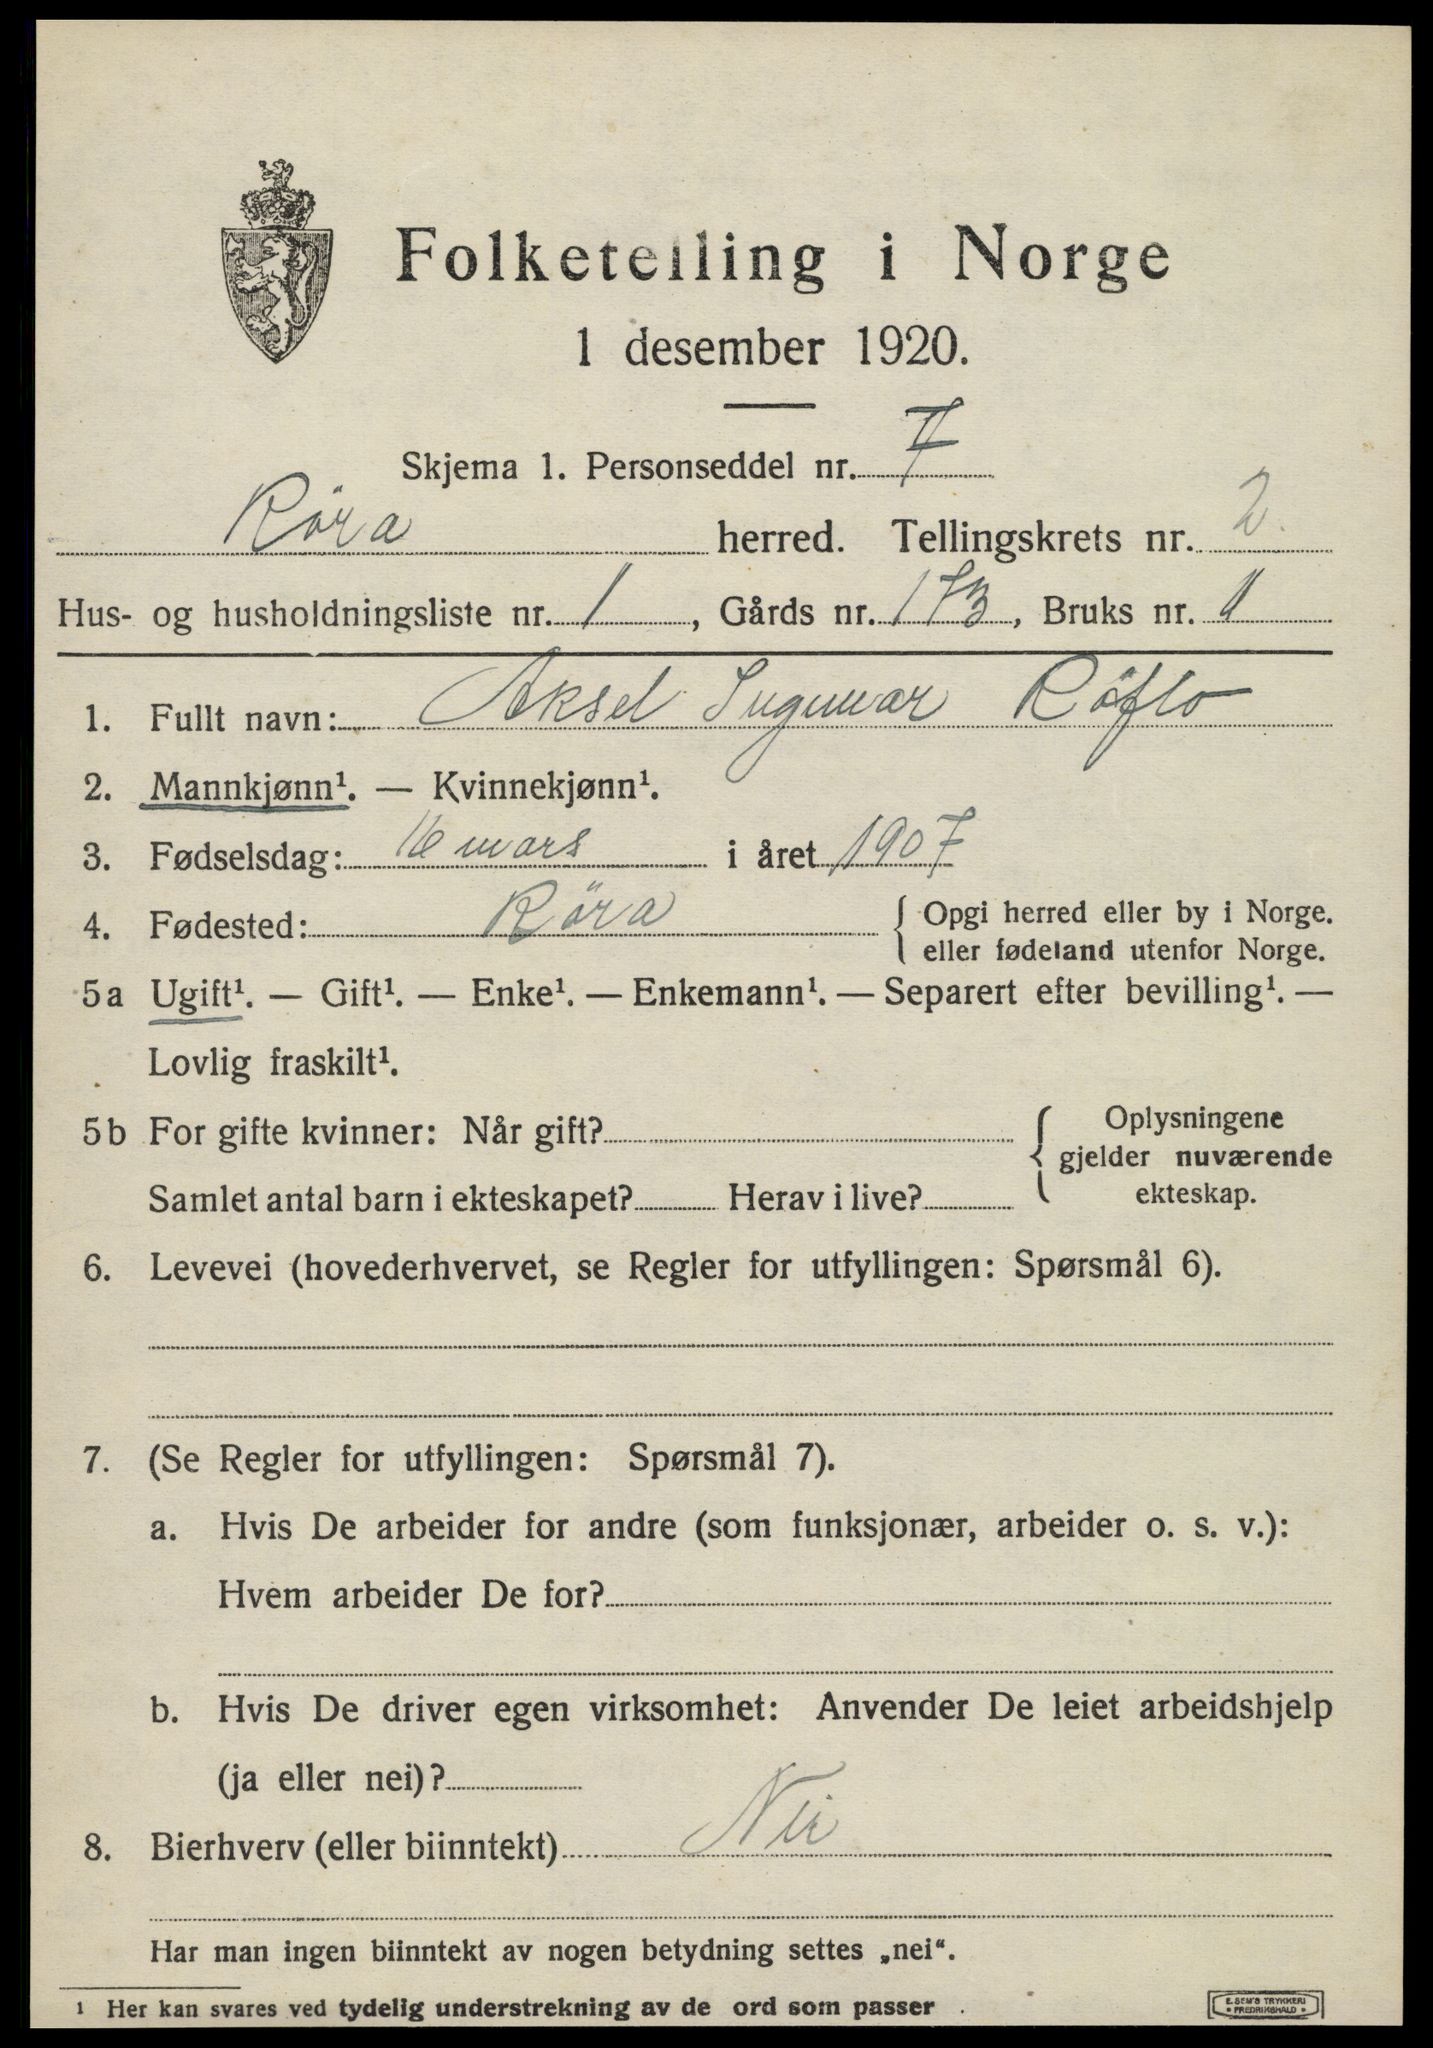 Folketelling i Norge
1 desember 1920.
Skjema 1. Personseddel nr. 7
Röra herred. Tellingskrets nr. 2
Hus- og husholdningsliste nr. 1, Gårds nr. 173, Bruks nr. 1
1. Fullt navn: Aksel Ingmar Röflo
2. Mannkjønn¹. — Kvinnekjønn¹.
3. Fødselsdag: 16 mars i året 1907
4. Fødested: Röra { Opgi herred eller by i Norge.
eller fødeland utenfor Norge.
5a Ugift¹. — Gift¹. — Enke¹. — Enkemann¹. — Separert efter bevilling¹. —
Lovlig fraskilt¹.
5b For gifte kvinner: Når gift?
Samlet antal barn i ekteskapet? Herav i live?
{ Oplysningene
gjelder nuværende
ekteskap.
6. Levevei (hovederhvervet, se Regler for utfyllingen: Spørsmål 6).
7. (Se Regler for utfyllingen: Spørsmål 7).
a. Hvis De arbeider for andre (som funksjonær, arbeider o. s. v.):
Hvem arbeider De for?
b. Hvis De driver egen virksomhet: Anvender De leiet arbeidshjelp
(ja eller nei)?
8. Bierhverv (eller biinntekt) Nei
Har man ingen biinntekt av nogen betydning settes „nei".
1 Her kan svares ved tydelig understrekning av de ord som passer
E. SEM'S TRYKKERI
• FREDRIKSHALD •